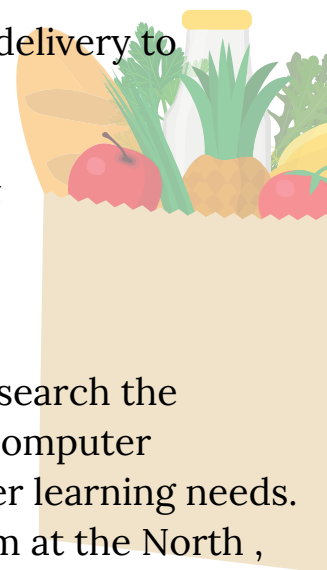 delivery to
search the
omputer
er learning needs.
m at the North ,